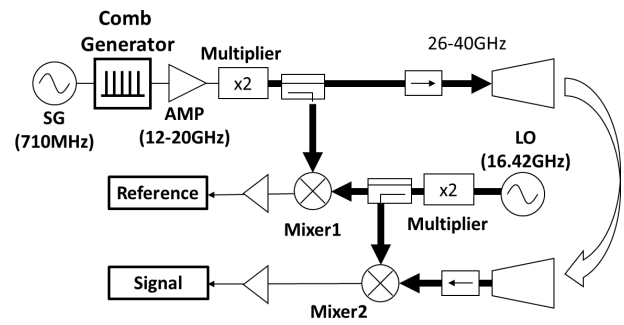 Comb
Generator
Multiplier
26-40GHz
x2
SG
(710MHz)
AMP
(12-20GHz)
LO
(16.42GHz)
Reference
x2
Mixer1
Multiplier
Signal
Mixer2